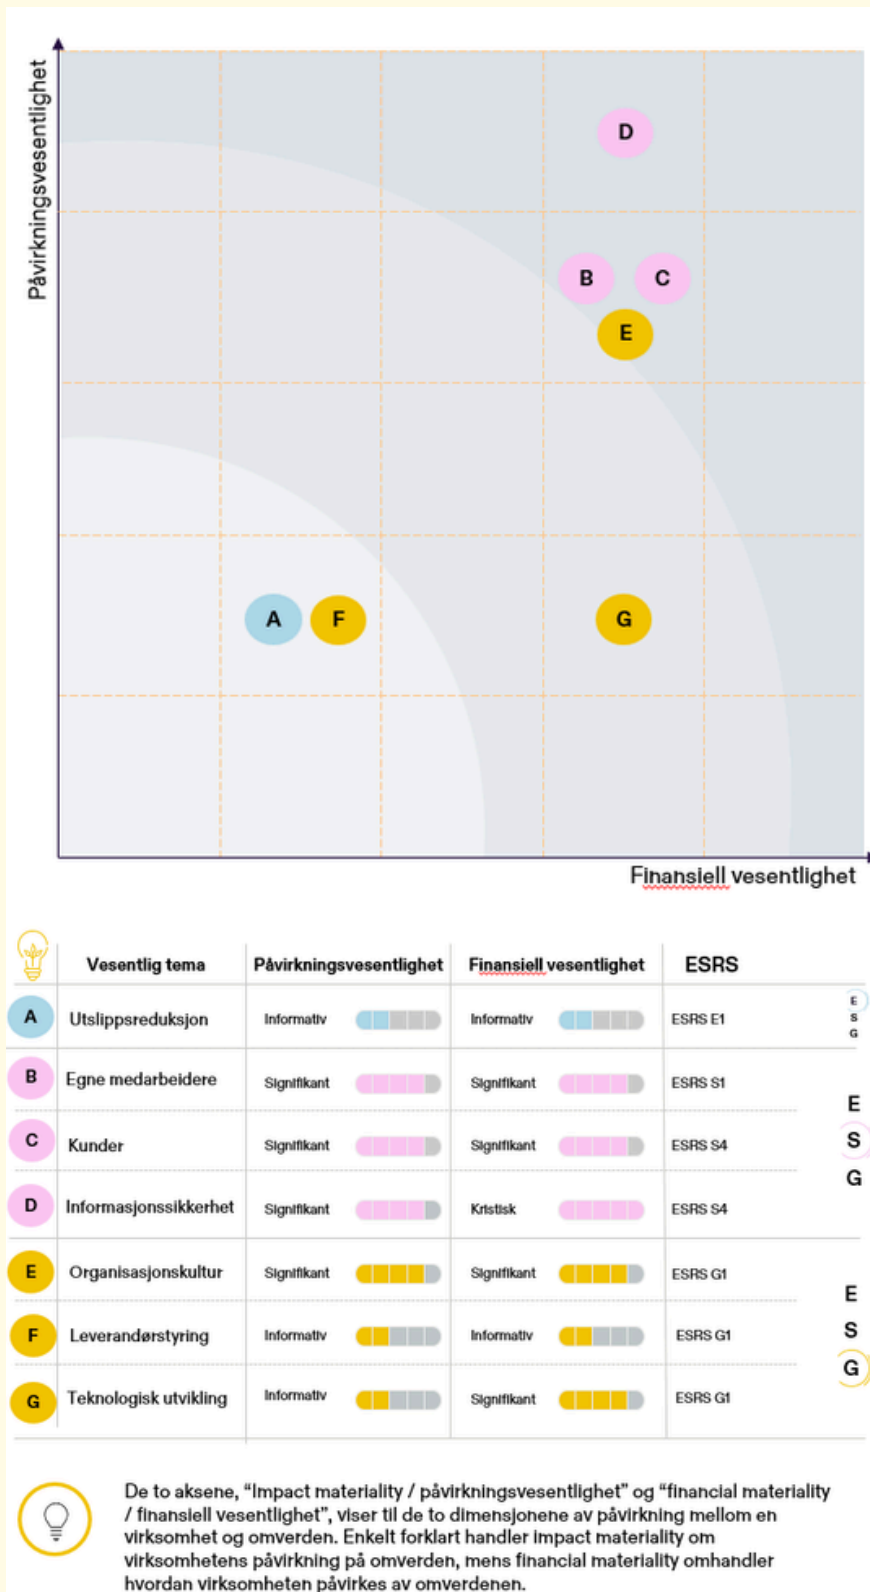 Påvirkningsvesentlighet
D
B
C
E
A
F
G
Finansiell vesentlighet
Vesentlig tema
Påvirkningsvesentlighet
Finansiell vesentlighet
ESRS
A
Utslippsreduksjon
Informativ
Informativ
ESRS E1
E
S
G
B
Egne medarbeidere
Signifikant
Signifikant
ESRS S1
C
Kunder
Signifikant
Signifikant
ESRS S4
D
Informasjonssikkerhet
Signifikant
Kristisk
ESRS S4
E
S
G
E
Organisasjonskultur
Signifikant
Signifikant
ESRS G1
F
Leverandørstyring
Informativ
Informativ
ESRS G1
G
Teknologisk utvikling
Informativ
Signifikant
ESRS G1
E
S
G
De to aksene, “Impact materiality / påvirkningsvesentlighet” og “financial materiality
/ finansiell vesentlighet”, viser til de to dimensjonene av påvirkning mellom en
virksomhet og omverden. Enkelt forklart handler impact materiality om
virksomhetens påvirkning på omverden, mens financial materiality omhandler
hvordan virksomheten påvirkes av omverdenen.